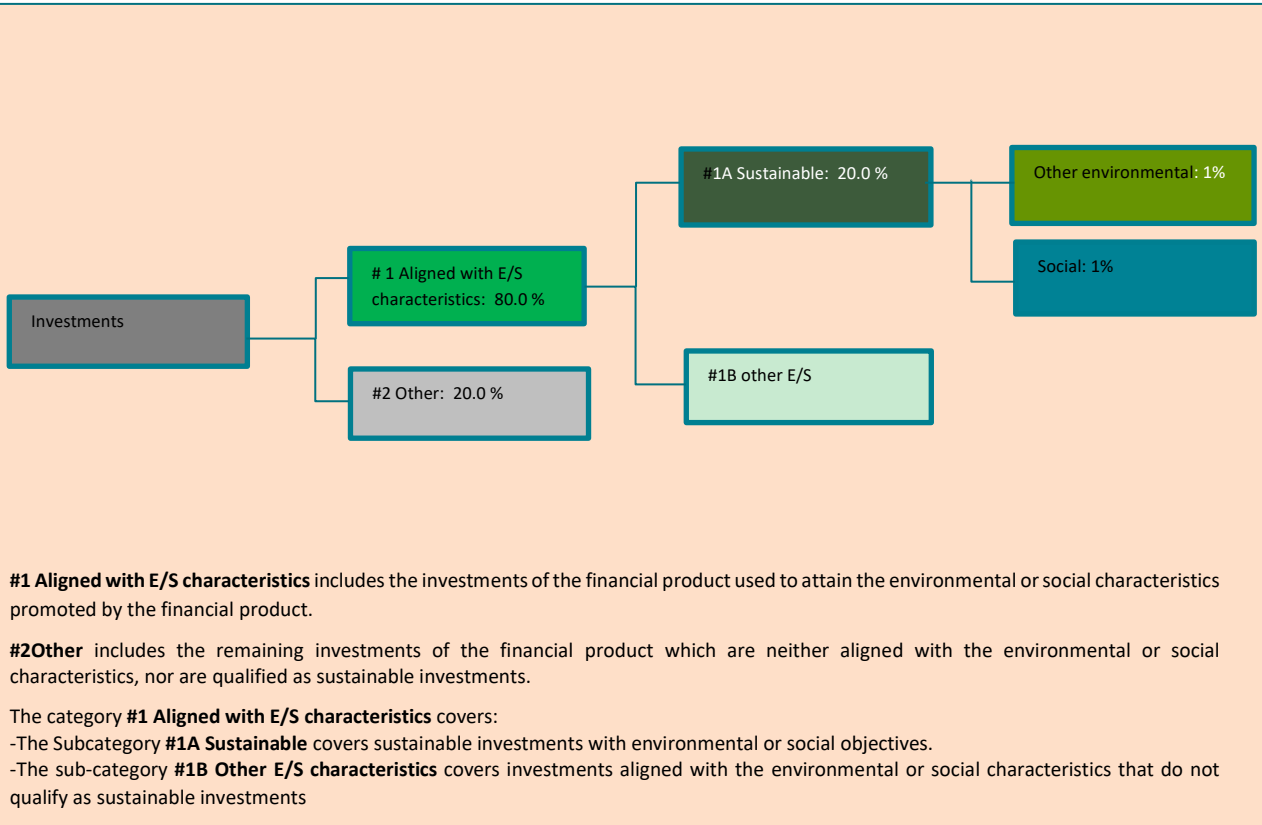 #1A Sustainable:  20.0 %
Other environmental: 1%
Social: 1%
# 1 Aligned with E/S
characteristics:  80.0 %
Investments
#1B other E/S
#2 Other:  20.0 %
#1 Aligned with E/S characteristics includes the investments of the financial product used to attain the environmental or social characteristics
promoted by the financial product.
#2Other includes the remaining investments of the financial product which are neither aligned with the environmental or social
characteristics, nor are qualified as sustainable investments.
The category #1 Aligned with E/S characteristics covers:
-The Subcategory #1A Sustainable covers sustainable investments with environmental or social objectives.
-The sub-category #1B Other E/S characteristics covers investments aligned with the environmental or social characteristics that do not
qualify as sustainable investments